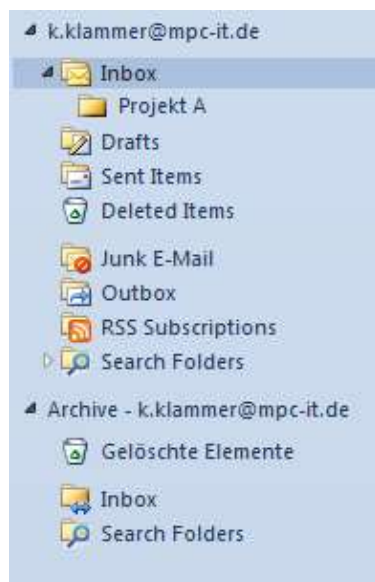 k.klammer@mpc-it.de
Inbox
Projekt A
Drafts
Sent Items
Deleted Items
Junk E-Mail
Outbox
RSS Subscriptions
Search Folders
Archive - k.klammer@mpc-it.de
Gelöschte Elemente
Inbox
Search Folders